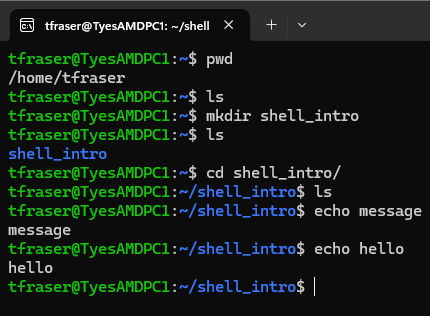 tfraser@TyesAMDPC1: ~/shell
tfraser@TyesAMDPC1:~$ pwd
/home/tfraser
tfraser@TyesAMDPC1:~$ ls
tfraser@TyesAMDPC1:~$ mkdir shell_intro
tfraser@TyesAMDPC1:~$ ls
shell_intro
tfraser@TyesAMDPC1:~$ cd shell_intro/
tfraser@TyesAMDPC1:~/shell_intro$ ls
tfraser@TyesAMDPC1:~/shell_intro$ echo message
message
tfraser@TyesAMDPC1:~/shell_intro$ echo hello
hello
tfraser@TyesAMDPC1:~/shell_intro$